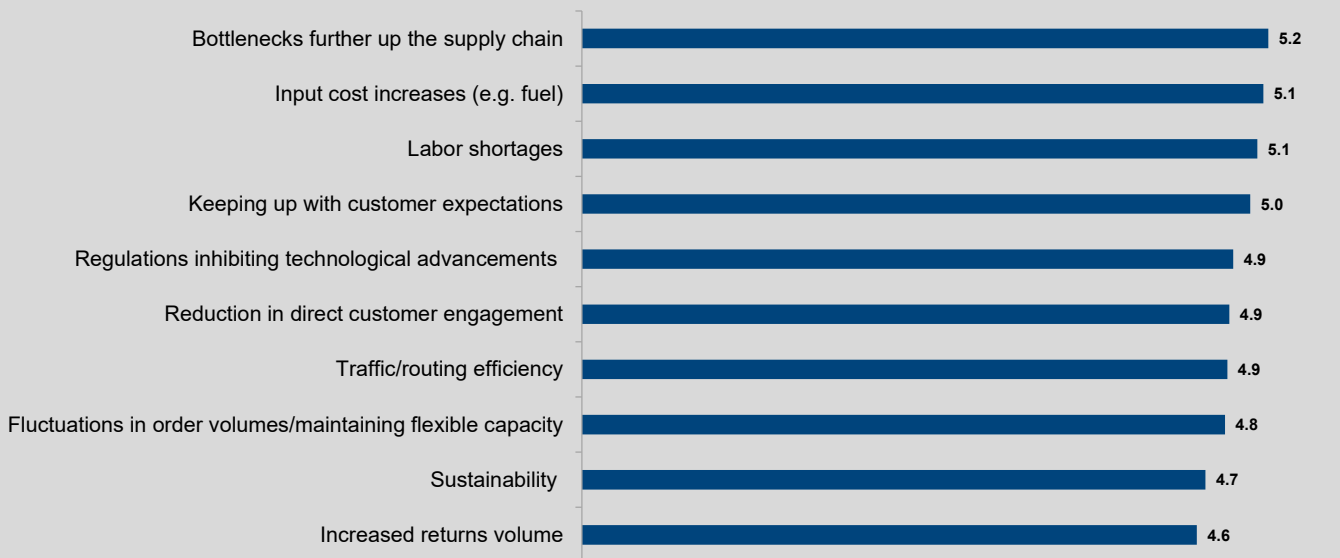 Bottlenecks further up the supply chain 5.2
Input cost increases (e.g. fuel) 5.1
Labor shortages 5.1
Keeping up with customer expectations 5.0
Regulations inhibiting technological advancements 4.9
Reduction in direct customer engagement 4.9
Traffic/routing efficiency 4.9
Fluctuations in order volumes/maintaining flexible capacity 4.8
Sustainability 4.7
Increased returns volume 4.6